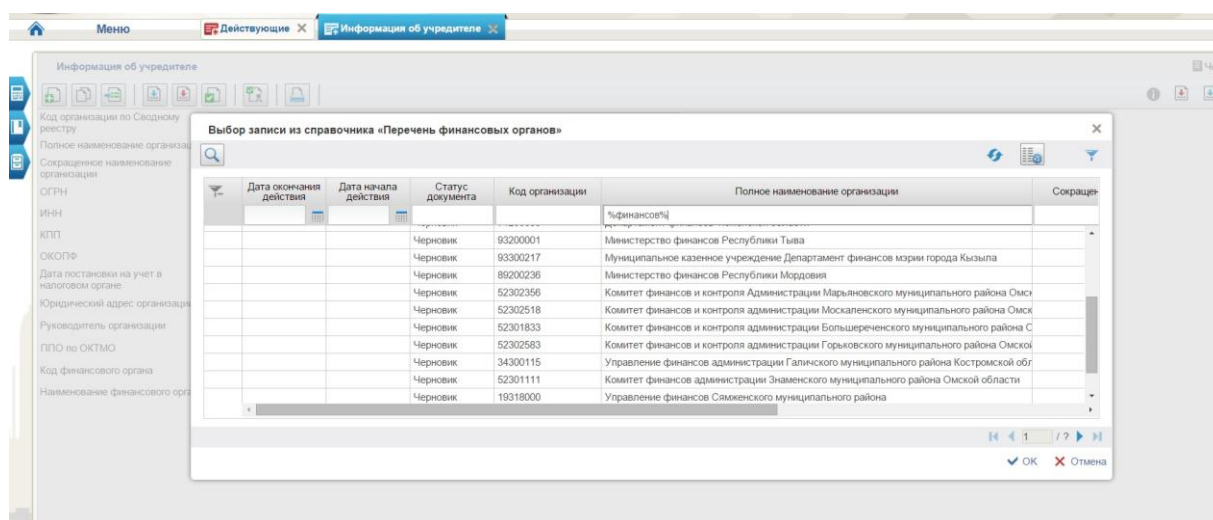 Меню
Действующие
Информация об учредителе
Информация об учредителе
Код организации по Сводному
реестру
Полное наименование организац
Сокращенное наименование
организации
ОГРН
ИНН
КПП
ОКОПФ
Дата постановки на учет в
налоговом органе
Юридический адрес организаци
Руководитель организации
ППО по ОКТМО
Код финансового органа
Наименование финансового орг
Выбор записи из справочника «Перечень финансовых органов»
Дата окончания действия Дата начала действия Статус документа Код организации Полное наименование организации Сокращен
%финансов%
Черновик 93200001 Министерство финансов Республики Тыва
Черновик 93300217 Муниципальное казенное учреждение Департамент финансов мэрии города Кызыла
Черновик 89200236 Министерство финансов Республики Мордовия
Черновик 52302356 Комитет финансов и контроля Администрации Марьяновского муниципального района Омск
Черновик 52302518 Комитет финансов и контроля администрации Москаленского муниципального района Омск
Черновик 52301833 Комитет финансов и контроля администрации Большереченского муниципального района О
Черновик 52302583 Комитет финансов и контроля администрации Горьковского муниципального района Омской
Черновик 34300115 Управление финансов администрации Галичского муниципального района Костромской обл
Черновик 52301111 Комитет финансов администрации Знаменского муниципального района Омской области
Черновик 19318000 Управление финансов Сямженского муниципального района
1 / ?
ОК Отмена